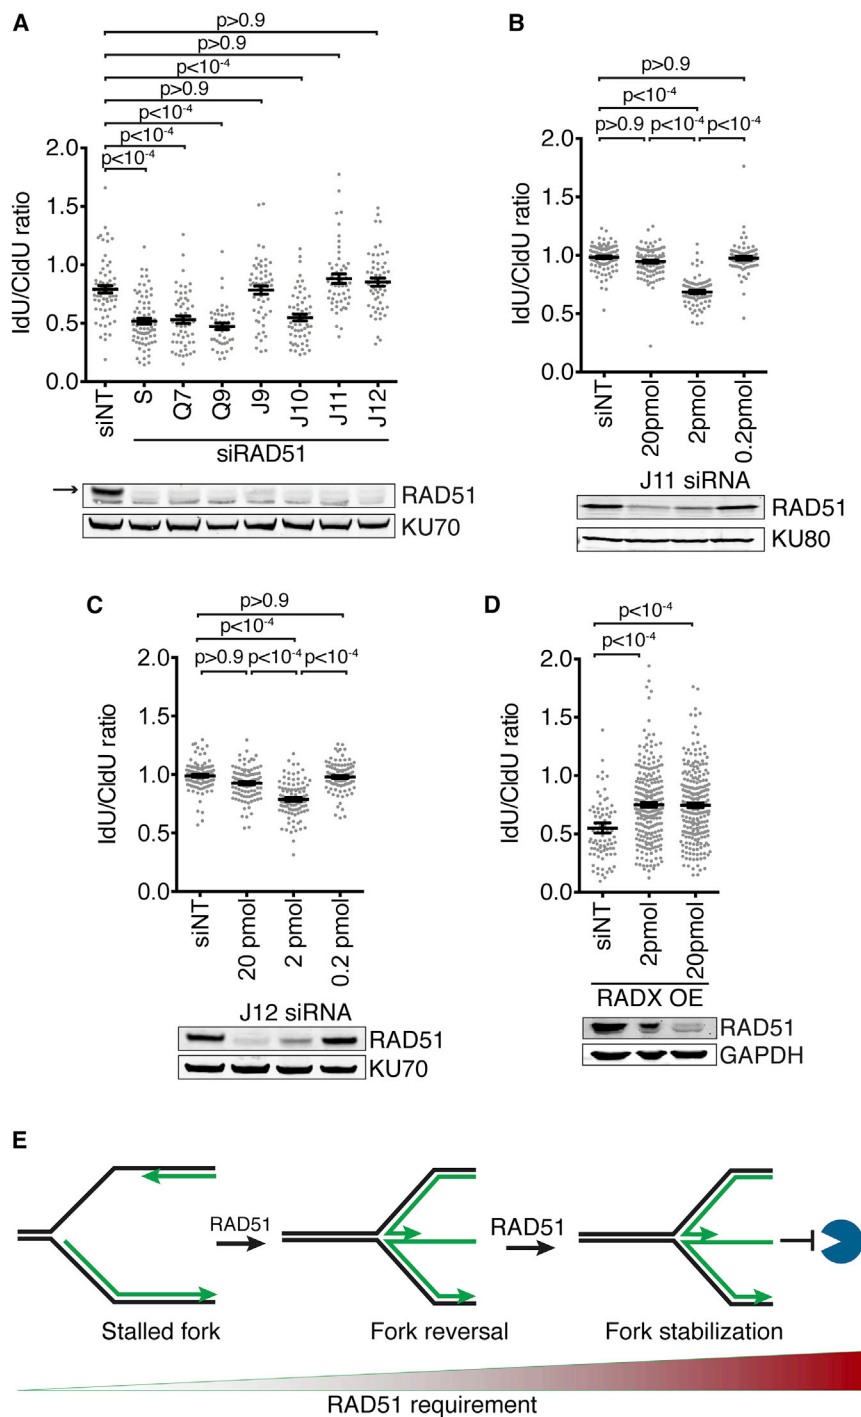 A
p>0.9
p>0.9
p<10-4
p>0.9
p<10-4
p<10-4
p<10-4
IdU/CldU ratio
2.0
1.5
1.0
0.5
0.0
siNT
S
Q7
Q9
J9
J10
J11
J12
siRAD51
RAD51
KU70
B
p>0.9
p<10-4
p>0.9
p<10-4
p<10-4
IdU/CldU ratio
2.0
1.5
1.0
0.5
0.0
siNT
20pmol
2pmol
0.2pmol
J11 siRNA
RAD51
KU80
C
p>0.9
p<10-4
p>0.9
p<10-4
p<10-4
IdU/CldU ratio
2.0
1.5
1.0
0.5
0.0
siNT
20 pmol
2 pmol
0.2 pmol
J12 siRNA
RAD51
KU70
D
p<10-4
p<10-4
IdU/CldU ratio
2.0
1.5
1.0
0.5
0.0
siNT
2pmol
20pmol
RADX OE
RAD51
GAPDH
E
RAD51
RAD51
Stalled fork
Fork reversal
Fork stabilization
RAD51 requirement